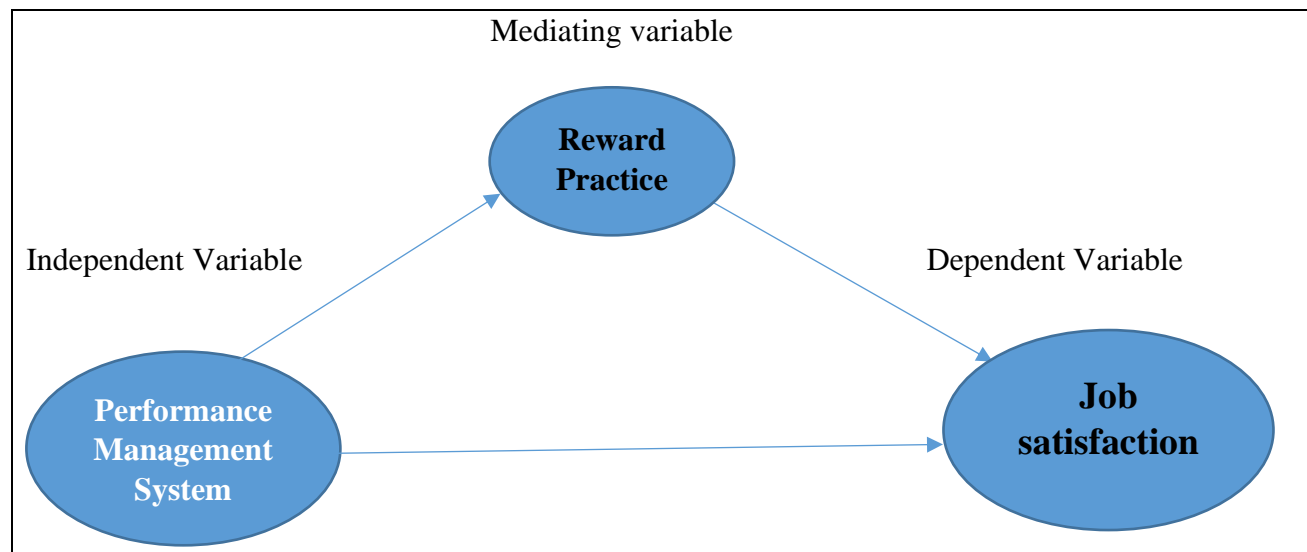 Mediating variable
Reward
Practice
Independent Variable
Dependent Variable
Performance
Management
System
Job
satisfaction